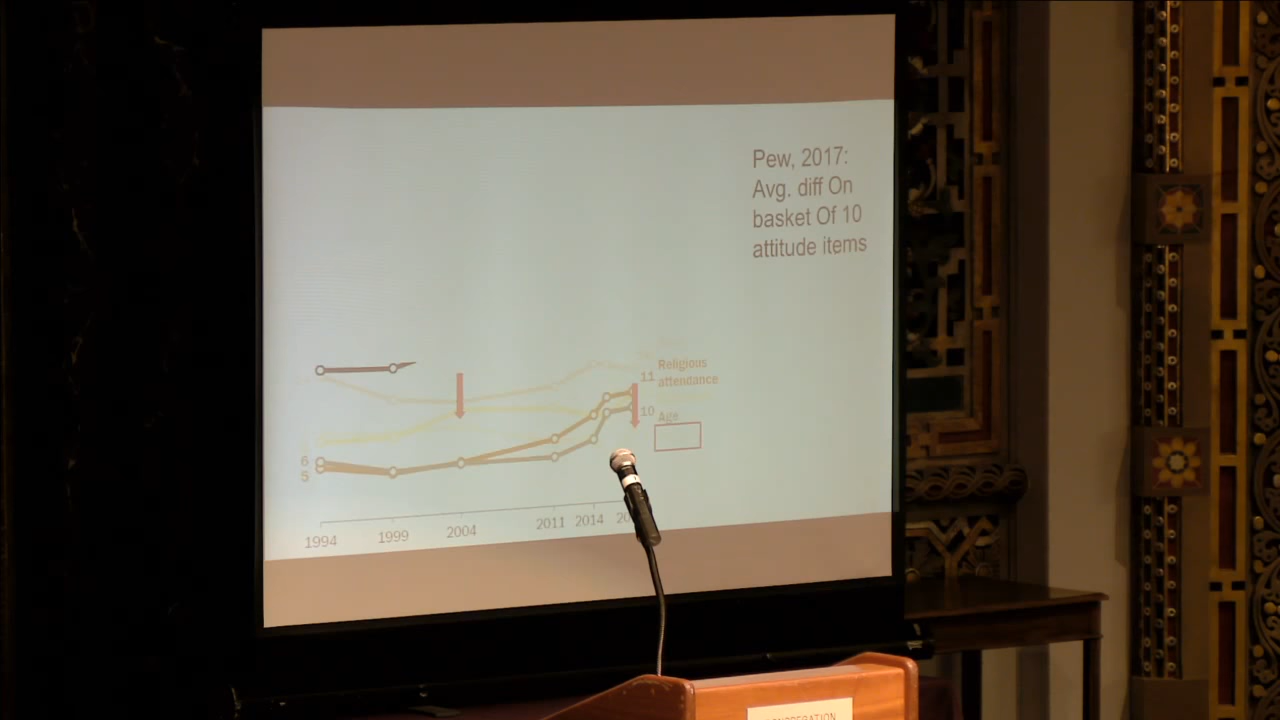 Pew, 2017:
Avg. diff On
basket Of 10
attitude items
11
Religious
attendance
10
Age
6
5
1994
1999
2004
2011
2014
CONGREGATION